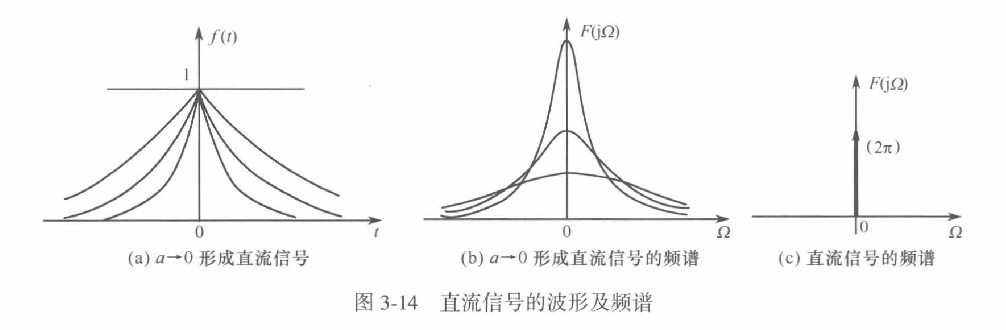 f(t)
1
0
t
(a) a→0 形成直流信号
F(jΩ)
0
Ω
(b) a→0 形成直流信号的频谱
F(jΩ)
(2π)
0
Ω
(c) 直流信号的频谱
图 3-14 直流信号的波形及频谱